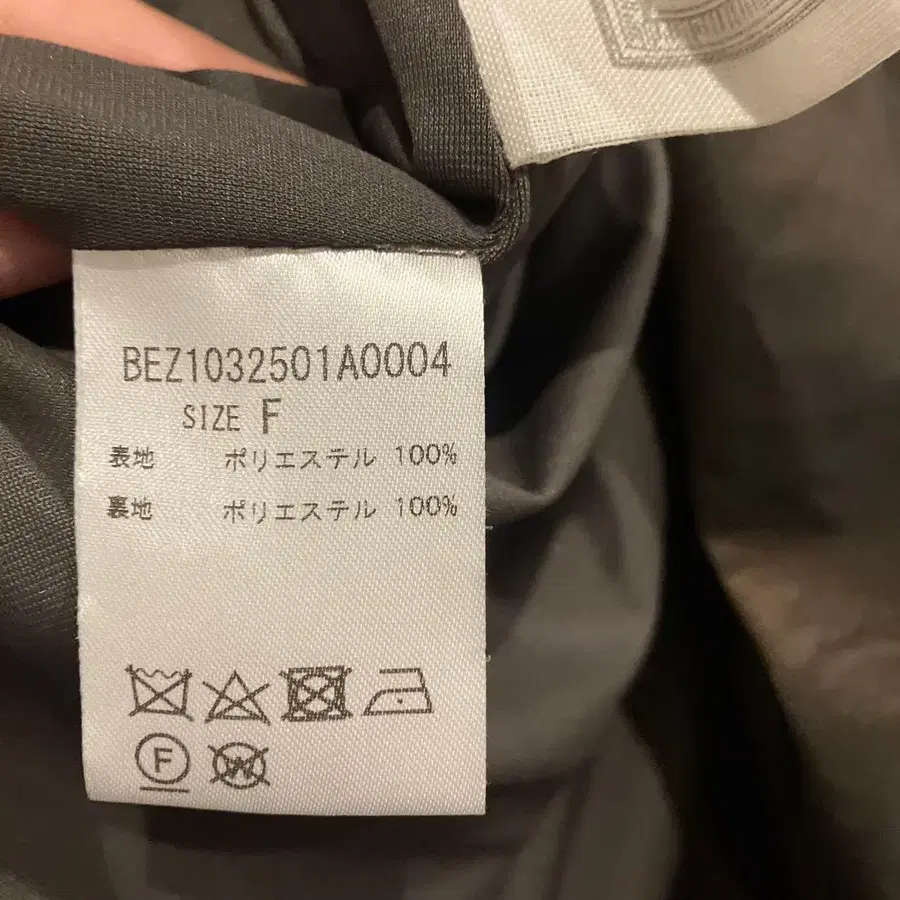 BEZ1032501A0004
SIZE F
表地 ポリエステル 100%
裏地 ポリエステル 100%
F
W